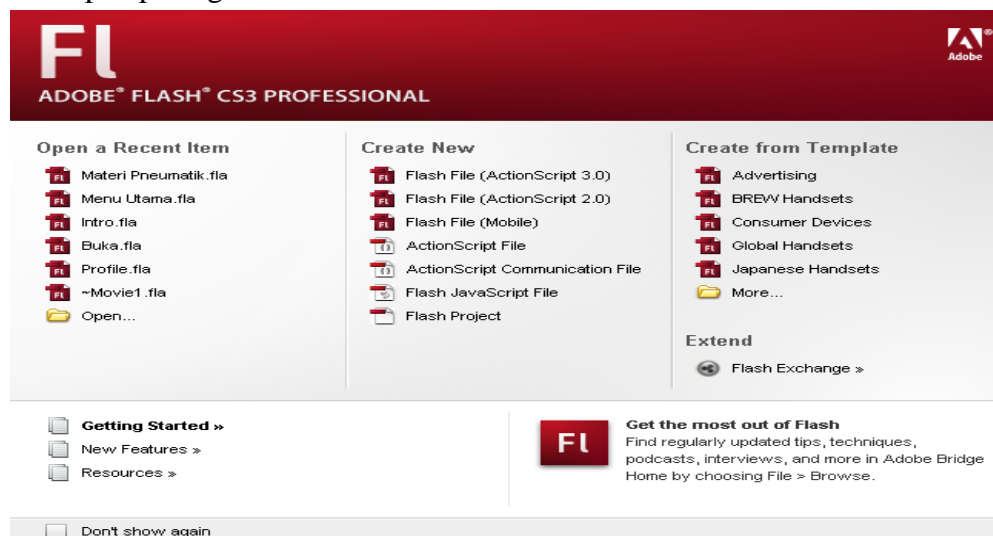 Fl
ADOBE® FLASH® CS3 PROFESSIONAL
Adobe®
Open a Recent Item
Materi Pneumatik.fla
Menu Utama.fla
Intro.fla
Buka.fla
Profile.fla
~Movie1.fla
Open...
Create New
Flash File (ActionScript 3.0)
Flash File (ActionScript 2.0)
Flash File (Mobile)
ActionScript File
ActionScript Communication File
Flash JavaScript File
Flash Project
Create from Template
Advertising
BREW Handsets
Consumer Devices
Global Handsets
Japanese Handsets
More...
Extend
Flash Exchange »
Getting Started »
New Features »
Resources »
Fl
Get the most out of Flash
Find regularly updated tips, techniques,
podcasts, interviews, and more in Adobe Bridge
Home by choosing File > Browse.
Don't show again